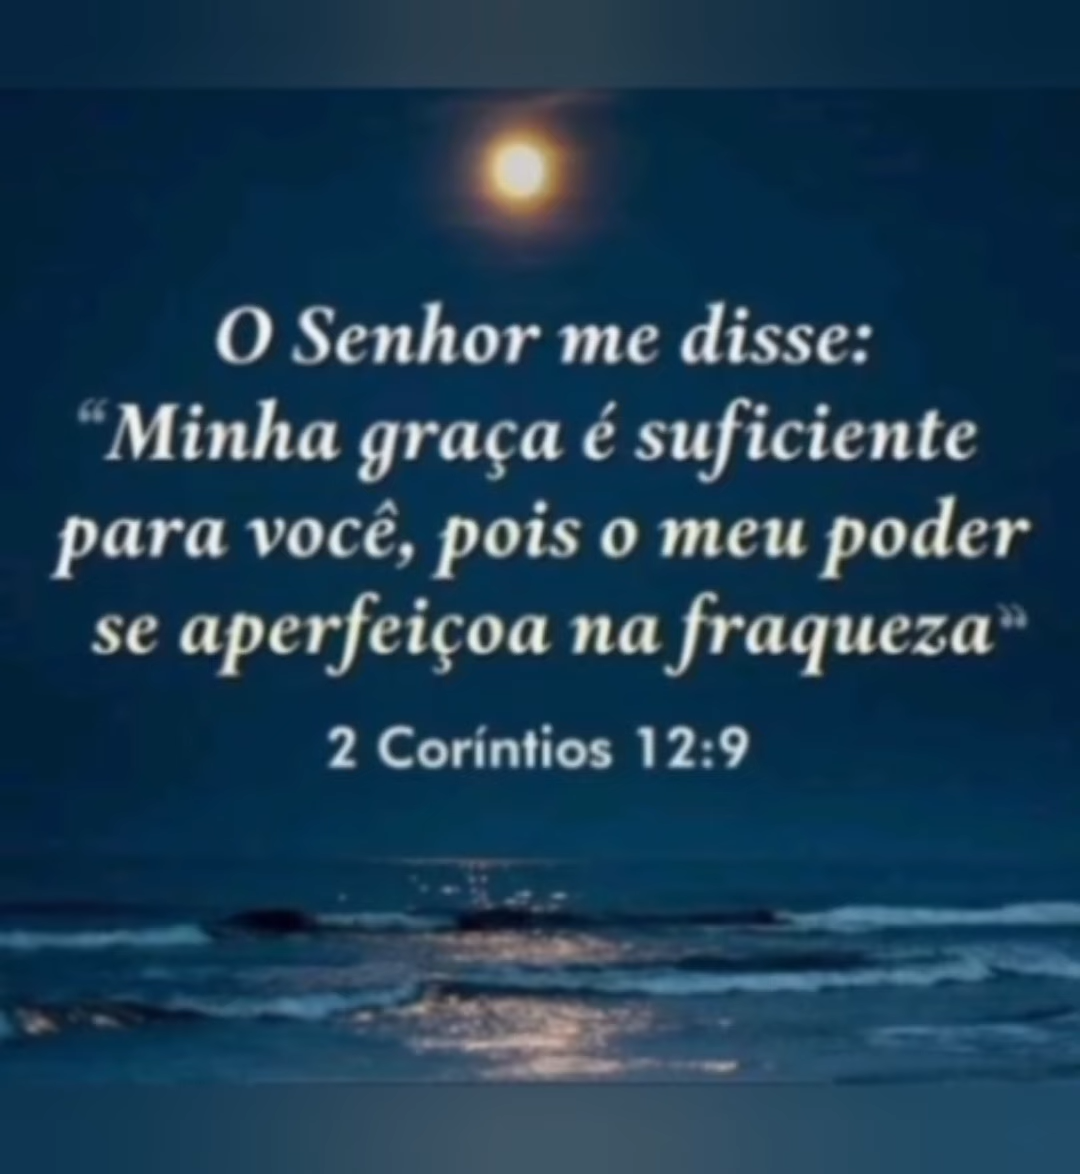 O Senhor me disse:
“Minha graça é suficiente
para você, pois o meu poder
se aperfeiçoa na fraqueza”
2 Coríntios 12:9